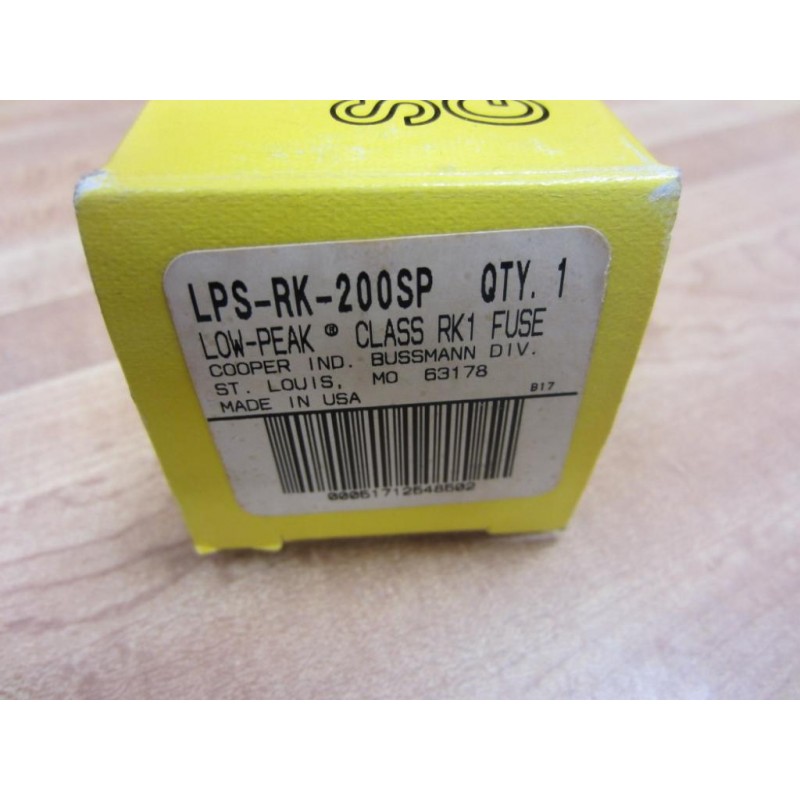 LPS-RK-200SP QTY. 1
LOW-PEAK® CLASS RK1 FUSE
COOPER IND. BUSSMANN DIV.
ST. LOUIS, MO 63178
MADE IN USA B17